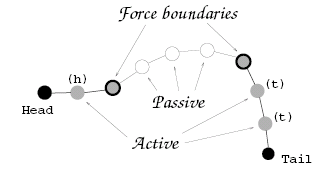 Force boundaries
(h)
(t)
Head
Passive
(t)
Active
Tail